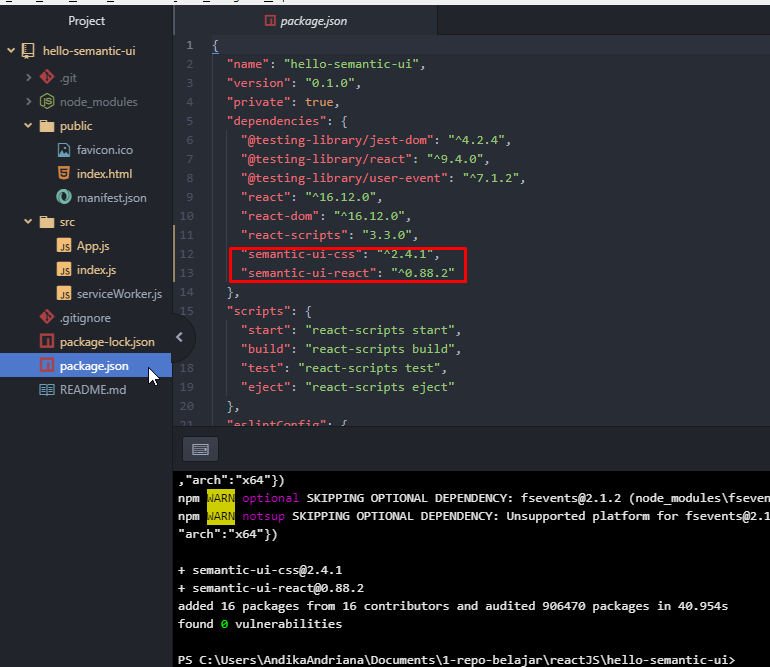 Project
hello-semantic-ui
.git
node_modules
public
favicon.ico
index.html
manifest.json
src
App.js
index.js
serviceWorker.js
.gitignore
package-lock.json
package.json
README.md
package.json
1 {
2 "name": "hello-semantic-ui",
3 "version": "0.1.0",
4 "private": true,
5 "dependencies": {
6 "@testing-library/jest-dom": "^4.2.4",
7 "@testing-library/react": "^9.4.0",
8 "@testing-library/user-event": "^7.1.2",
9 "react": "^16.12.0",
10 "react-dom": "^16.12.0",
11 "react-scripts": "3.3.0",
12 "semantic-ui-css": "^2.4.1",
13 "semantic-ui-react": "^0.88.2"
14 },
15 "scripts": {
"start": "react-scripts start",
"build": "react-scripts build",
18 "test": "react-scripts test",
19 "eject": "react-scripts eject"
20 },
21 "eslintConfig": {
,"arch":"x64"})
npm WARN optional SKIPPING OPTIONAL DEPENDENCY: fsevents@2.1.2 (node_modules\fseven
npm WARN notsup SKIPPING OPTIONAL DEPENDENCY: Unsupported platform for fsevents@2.1
"arch":"x64"})
+ semantic-ui-css@2.4.1
+ semantic-ui-react@0.88.2
added 16 packages from 16 contributors and audited 906470 packages in 40.954s
found 0 vulnerabilities
PS C:\Users\AndikaAndriana\Documents\1-repo-belajar\reactJS\hello-semantic-ui>